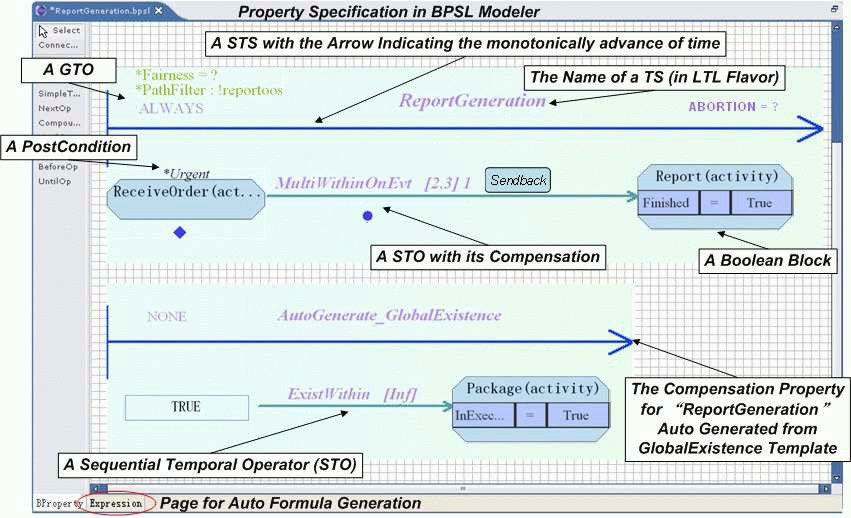 *ReportGeneration.bpsl
Property Specification in BPSL Modeler
Select
Connec...
A STS with the Arrow Indicating the monotonically advance of time
A GTO
*Fairness = ?
*PathFilter : !reportoos
ALWAYS
The Name of a TS (in LTL Flavor)
ReportGeneration
ABORTION = ?
SimpleT...
NextOp
Compou...
A PostCondition
BeforeOp
UntilOp
*Urgent
ReceiveOrder(act...
MultiWithinOnEvt [2,3] 1
Sendback
Report(activity)
Finished = True
A STO with its Compensation
A Boolean Block
NONE
AutoGenerate_GlobalExistence
TRUE
ExistWithin [Inf]
Package(activity)
InExec... = True
The Compensation Property
for “ReportGeneration”
Auto Generated from
GlobalExistence Template
A Sequential Temporal Operator (STO)
BProperty
Expression
Page for Auto Formula Generation